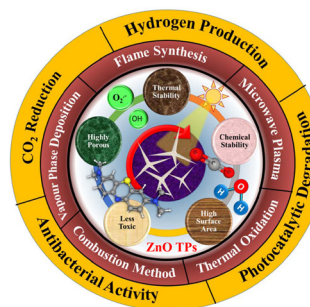 Hydrogen Production
Photocatalytic Degradation
Antibacterial Activity
CO₂ Reduction
Flame Synthesis
Microwave Plasma
Thermal Oxidation
Combustion Method
Vapour Phase Deposition
Thermal
Stability
Chemical
Stability
High
Surface
Area
Less
Toxic
Highly
Porous
O₂⁻
OH
H
H
ZnO TPs